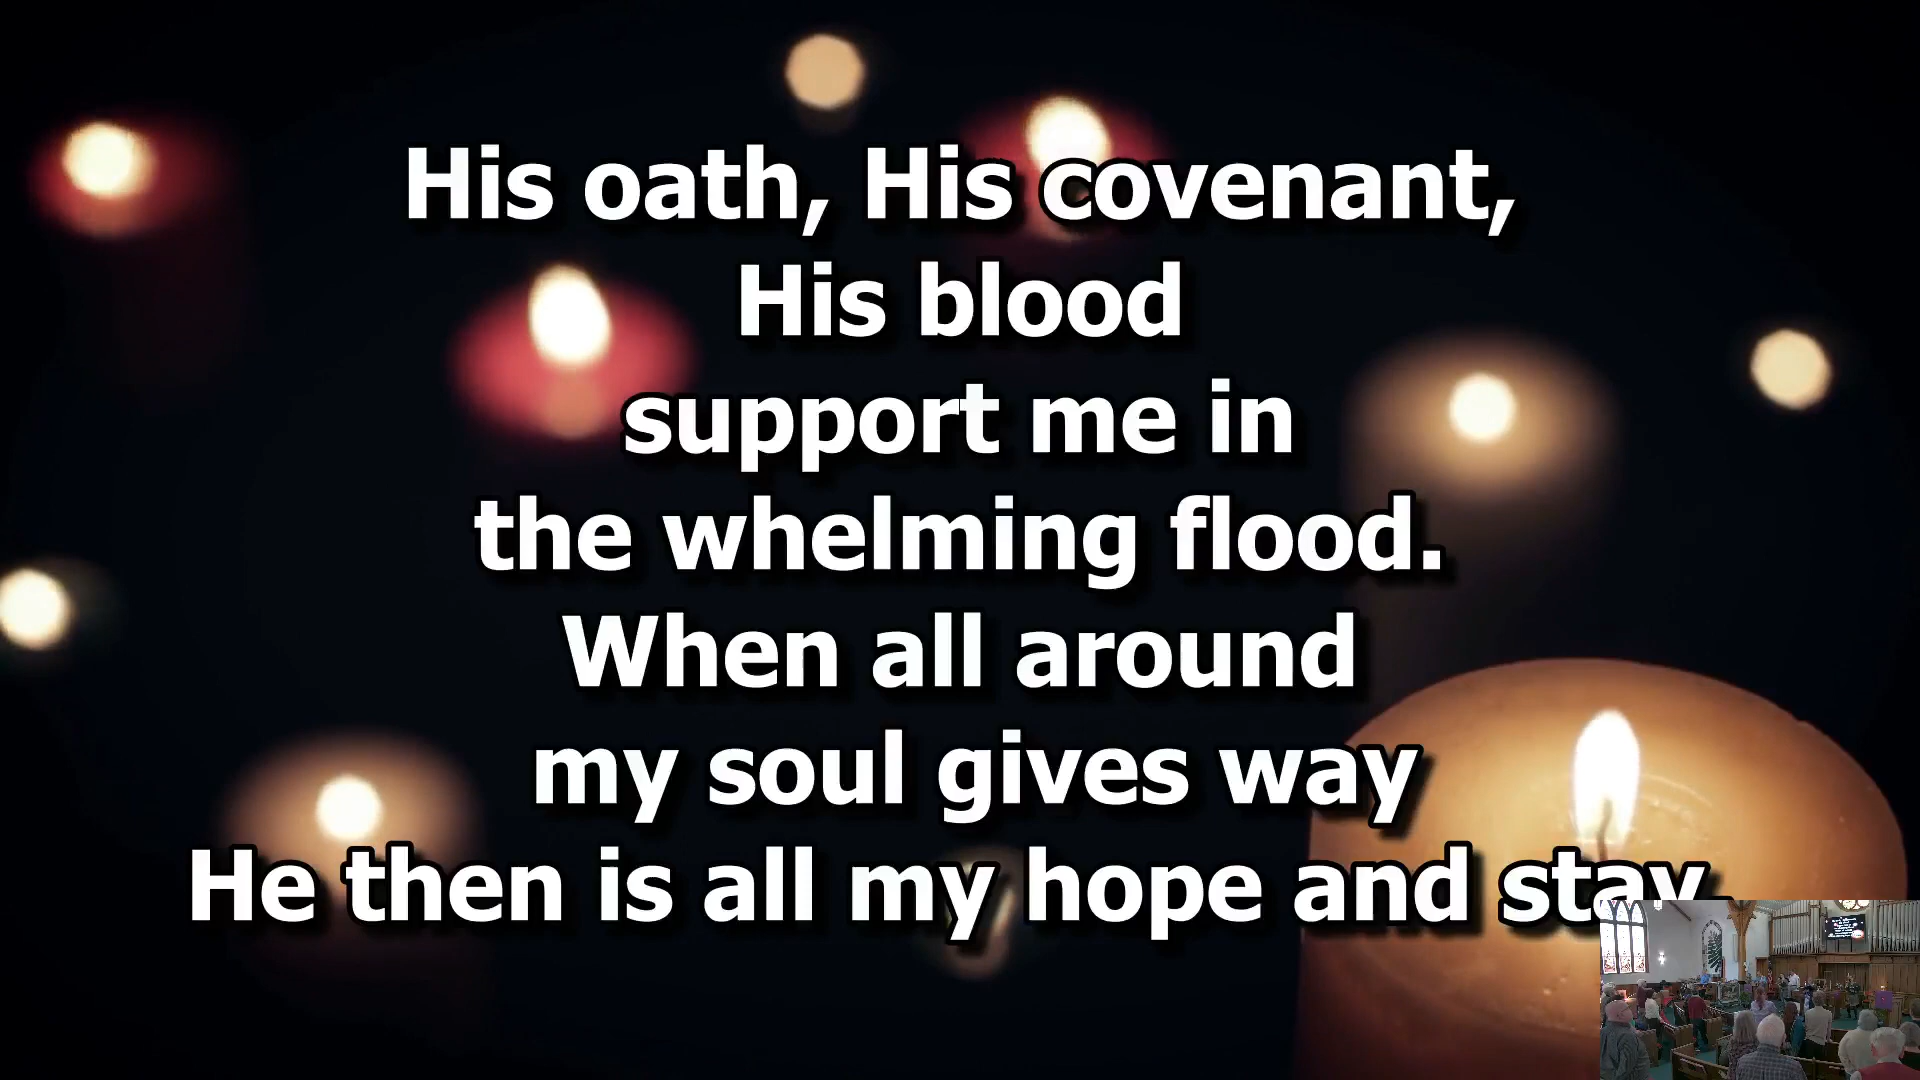 His oath, His covenant,
His blood
support me in
the whelming flood.
When all around
my soul gives way
He then is all my hope and stay